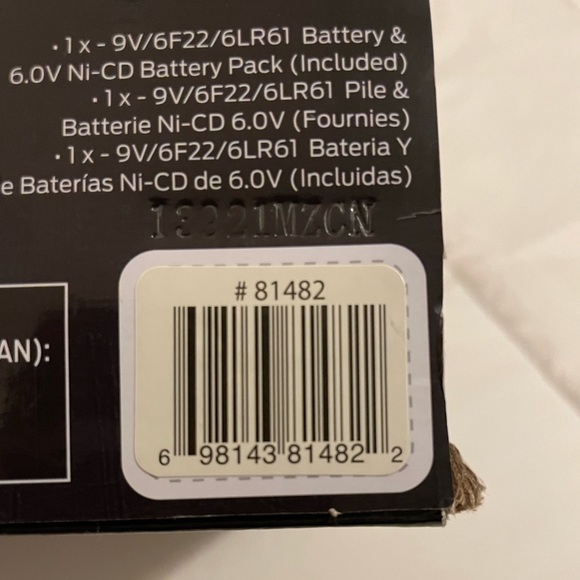 • 1 x - 9V/6F22/6LR61 Battery &
6.0V Ni-CD Battery Pack (Included)
• 1 x - 9V/6F22/6LR61 Pile &
Batterie Ni-CD 6.0V (Fournies)
• 1 x - 9V/6F22/6LR61 Bateria Y
e Baterías Ni-CD de 6.0V (Incluidas)
13921MZCN
AN):
# 81482
6 98143 81482 2